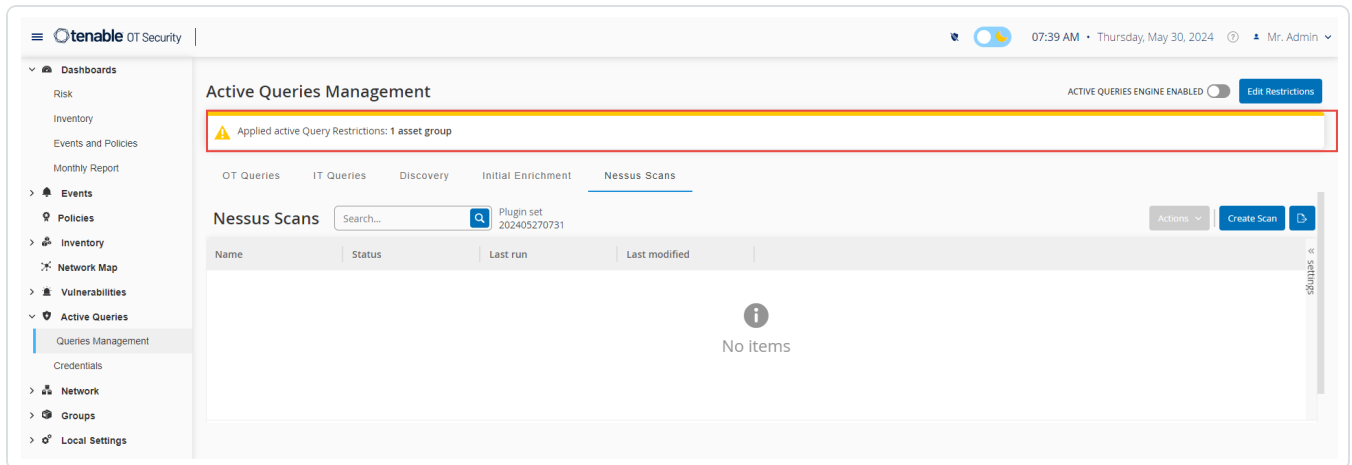 tenable OT Security
07:39 AM • Thursday, May 30, 2024
Mr. Admin
Dashboards
Risk
Inventory
Events and Policies
Monthly Report
Events
Policies
Inventory
Network Map
Vulnerabilities
Active Queries
Queries Management
Credentials
Network
Groups
Local Settings
Active Queries Management
ACTIVE QUERIES ENGINE ENABLED
Edit Restrictions
Applied active Query Restrictions: 1 asset group
OT Queries IT Queries Discovery Initial Enrichment Nessus Scans
Nessus Scans
Search...
Plugin set
202405270731
Actions
Create Scan
Name Status Last run Last modified
settings
No items